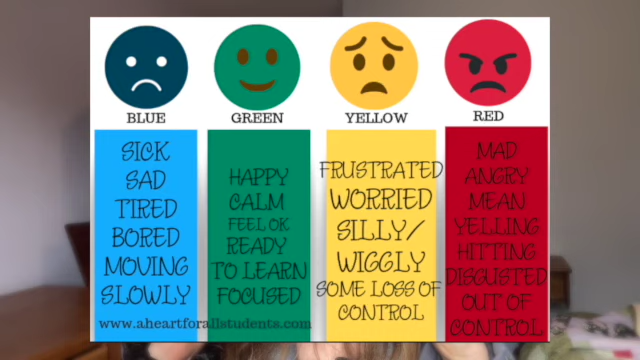 BLUE
SICK
SAD
TIRED
BORED
MOVING
SLOWLY
GREEN
HAPPY
CALM
FEEL OK
READY
TO LEARN
FOCUSED
YELLOW
FRUSTRATED
WORRIED
SILLY/
WIGGLY
SOME LOSS OF
CONTROL
RED
MAD
ANGRY
MEAN
YELLING
HITTING
DISGUSTED
OUT OF
CONTROL
www.aheartforallstudents.com